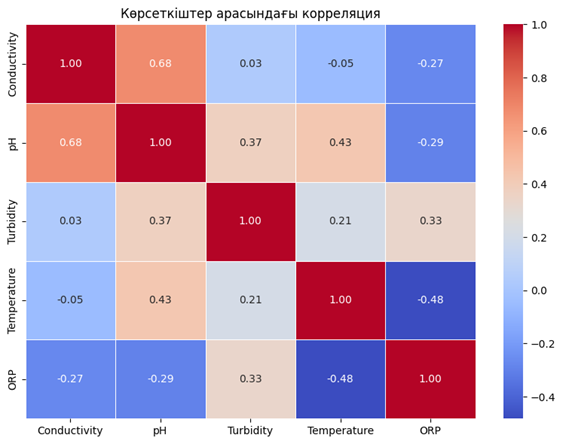 Көрсеткіштер арасындағы корреляция
Conductivity 1.00 0.68 0.03 -0.05 -0.27
pH 0.68 1.00 0.37 0.43 -0.29
Turbidity 0.03 0.37 1.00 0.21 0.33
Temperature -0.05 0.43 0.21 1.00 -0.48
ORP -0.27 -0.29 0.33 -0.48 1.00
Conductivity pH Turbidity Temperature ORP
1.0
0.8
0.6
0.4
0.2
0.0
−0.2
−0.4